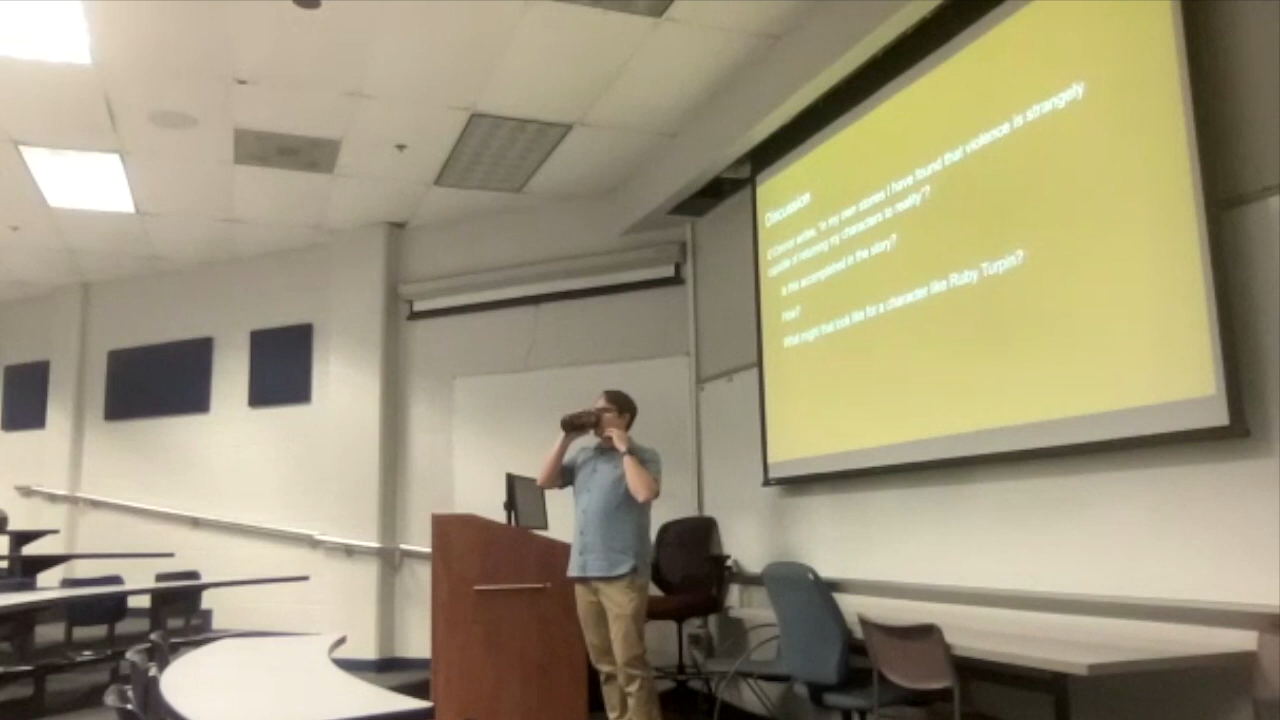 Discussion
O'Connor writes, "In my own stories I have found that violence is strangely
capable of returning my characters to reality"?
Is this accomplished in the story?
How?
What might that look like for a character like Ruby Turpin?